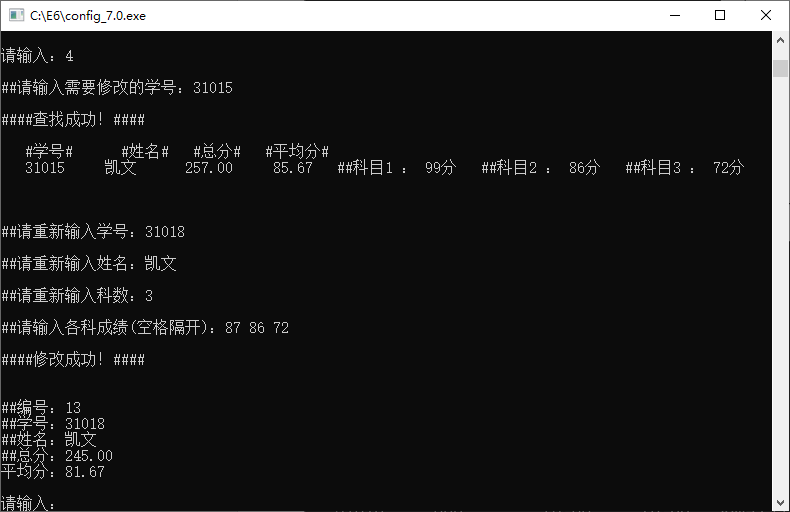 C:\E6\config_7.0.exe
请输入：4
##请输入需要修改的学号：31015
####查找成功！####
#学号# #姓名# #总分# #平均分#
31015 凯文 257.00 85.67 ##科目1 ： 99分 ##科目2 ： 86分 ##科目3 ： 72分
##请重新输入学号：31018
##请重新输入姓名：凯文
##请重新输入科数：3
##请输入各科成绩(空格隔开)：87 86 72
####修改成功！####
##编号：13
##学号：31018
##姓名：凯文
##总分：245.00
平均分：81.67
请输入：